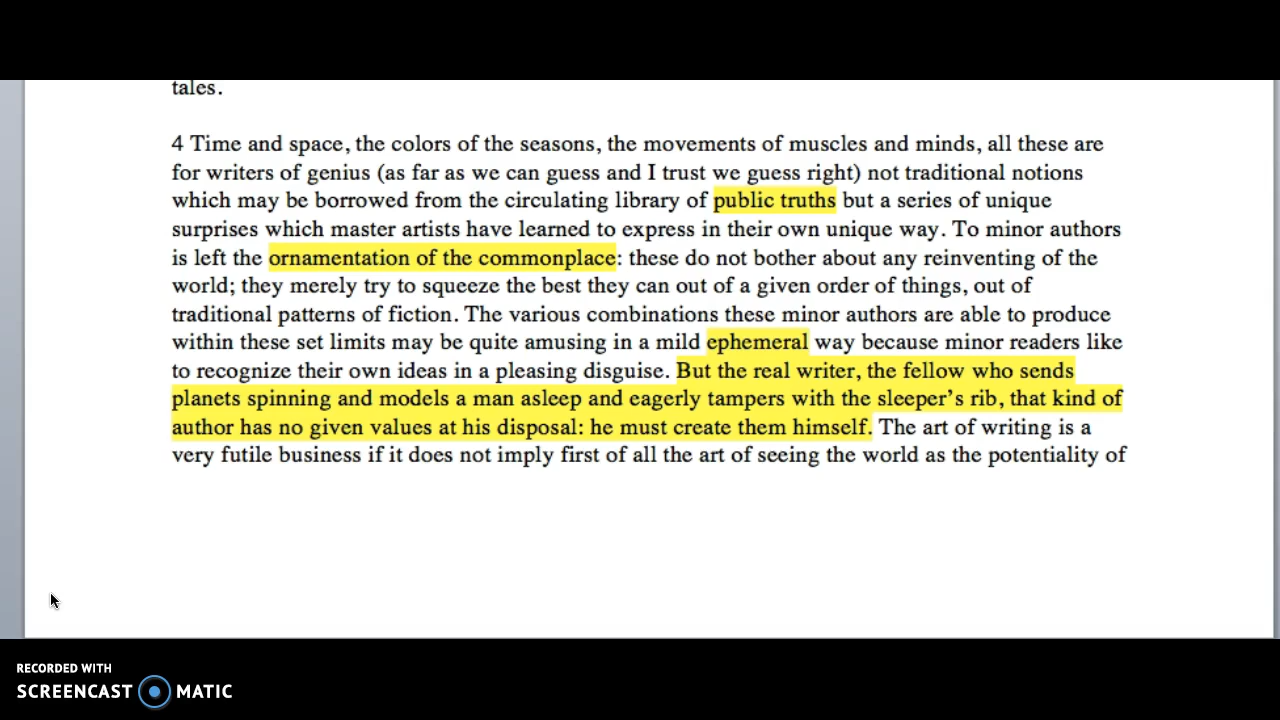 tales.
4 Time and space, the colors of the seasons, the movements of muscles and minds, all these are
for writers of genius (as far as we can guess and I trust we guess right) not traditional notions
which may be borrowed from the circulating library of public truths but a series of unique
surprises which master artists have learned to express in their own unique way. To minor authors
is left the ornamentation of the commonplace: these do not bother about any reinventing of the
world; they merely try to squeeze the best they can out of a given order of things, out of
traditional patterns of fiction. The various combinations these minor authors are able to produce
within these set limits may be quite amusing in a mild ephemeral way because minor readers like
to recognize their own ideas in a pleasing disguise. But the real writer, the fellow who sends
planets spinning and models a man asleep and eagerly tampers with the sleeper's rib, that kind of
author has no given values at his disposal: he must create them himself. The art of writing is a
very futile business if it does not imply first of all the art of seeing the world as the potentiality of
RECORDED WITH
SCREENCAST MATIC